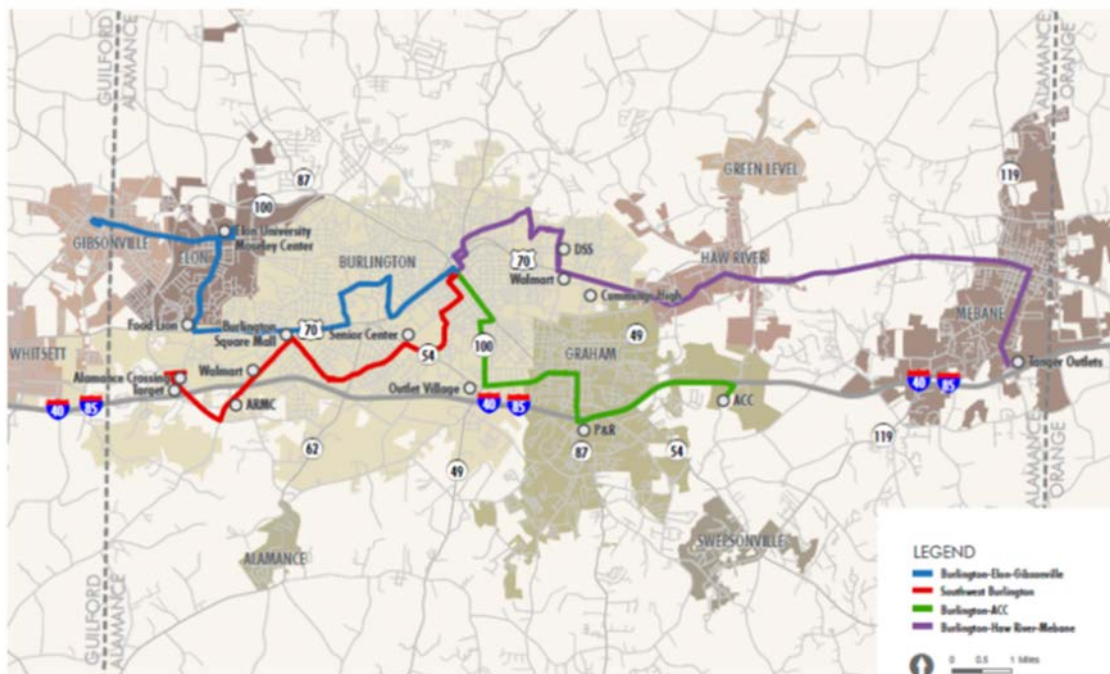 GUILFORD
ALAMANCE
ALAMANCE
ORANGE
87
100
119
GREEN LEVEL
Elon University
Moseley Center
GIBSONVILLE
ELON
BURLINGTON
70
DSS
Walmart
HAW RIVER
Cummings High
Food Lion
Burlington
Square Mall
70
Senior Center
54
100
49
GRAHAM
MEBANE
WHITSETT
Walmart
Alamance Crossing
Target
ARMC
Outlet Village
Tanger Outlets
40
85
40
85
40
85
ACC
P&R
87
54
119
62
49
ALAMANCE
SWEPSONVILLE
GUILFORD
ALAMANCE
ALAMANCE
ORANGE
LEGEND
Burlington-Elon-Gibsonville
Southwest Burlington
Burlington-ACC
Burlington-Haw River-Mebane
0 0.5 1 Miles